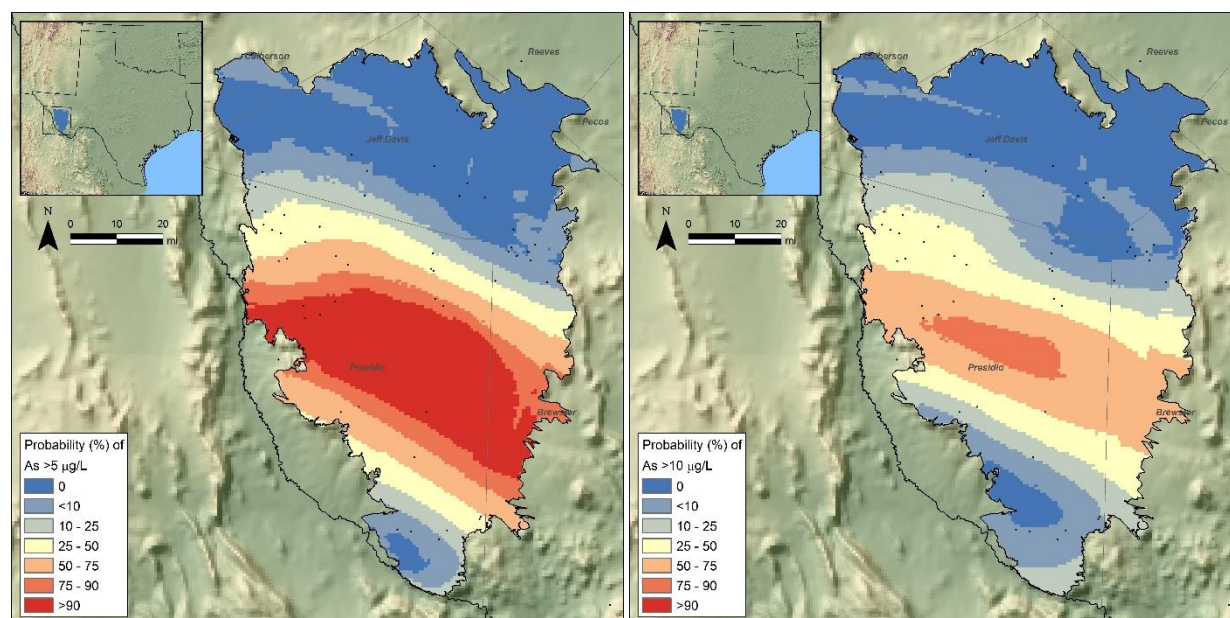 Culberson
Reeves
Pecos
Jeff Davis
N
0 10 20
mi
Presidio
Brewster
Probability (%) of
As >5 µg/L
0
<10
10 - 25
25 - 50
50 - 75
75 - 90
>90
Culberson
Reeves
Pecos
Jeff Davis
N
0 10 20
mi
Presidio
Brewster
Probability (%) of
As >10 µg/L
0
<10
10 - 25
25 - 50
50 - 75
75 - 90
>90